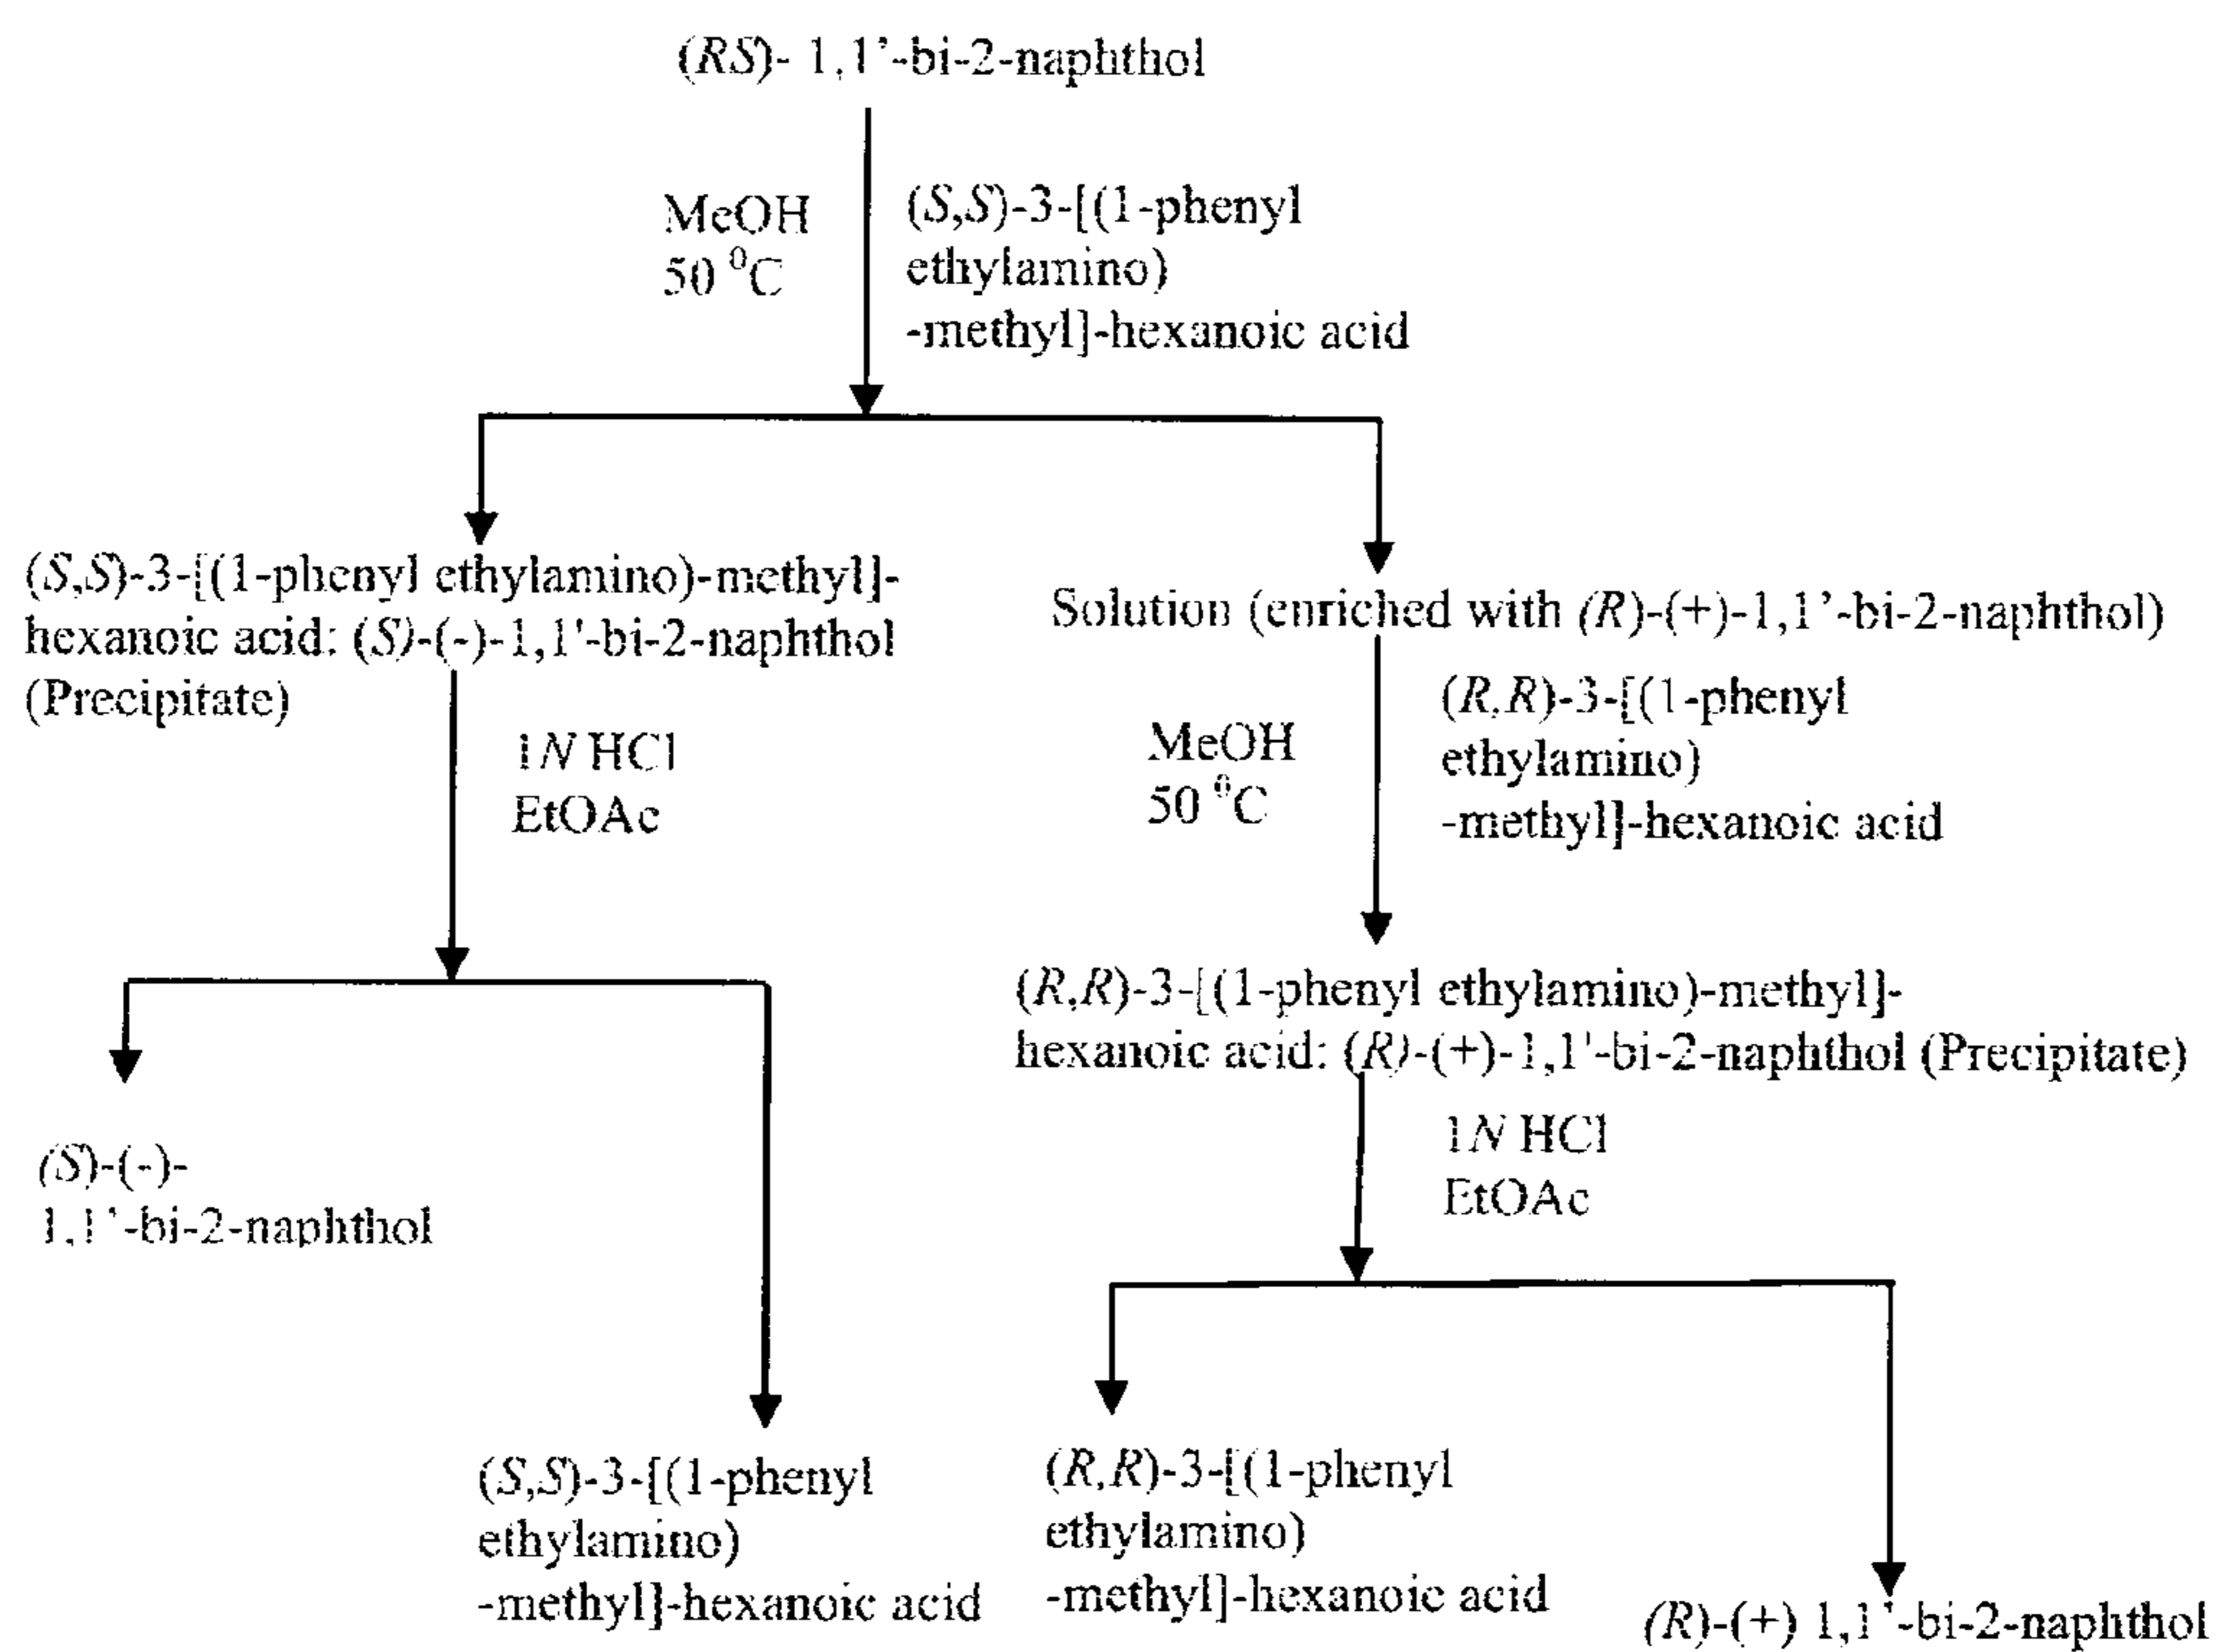 (RS)- 1,1’-bi-2-naphthol
MeOH
50 ⁰C
(S,S)-3-[(1-phenyl
ethylamino)
-methyl]-hexanoic acid
(S,S)-3-[(1-phenyl ethylamino)-methyl]-
hexanoic acid: (S)-(-)-1,1'-bi-2-naphthol
(Precipitate)
Solution (enriched with (R)-(+)-1,1’-bi-2-naphthol)
1N HCl
EtOAc
MeOH
50 ⁰C
(R,R)-3-[(1-phenyl
ethylamino)
-methyl]-hexanoic acid
(R,R)-3-[(1-phenyl ethylamino)-methyl]-
hexanoic acid: (R)-(+)-1,1'-bi-2-naphthol (Precipitate)
1N HCl
EtOAc
(S)-(-)-
1,1’-bi-2-naphthol
(S,S)-3-[(1-phenyl
ethylamino)
-methyl]-hexanoic acid
(R,R)-3-[(1-phenyl
ethylamino)
-methyl]-hexanoic acid
(R)-(+) 1,1’-bi-2-naphthol